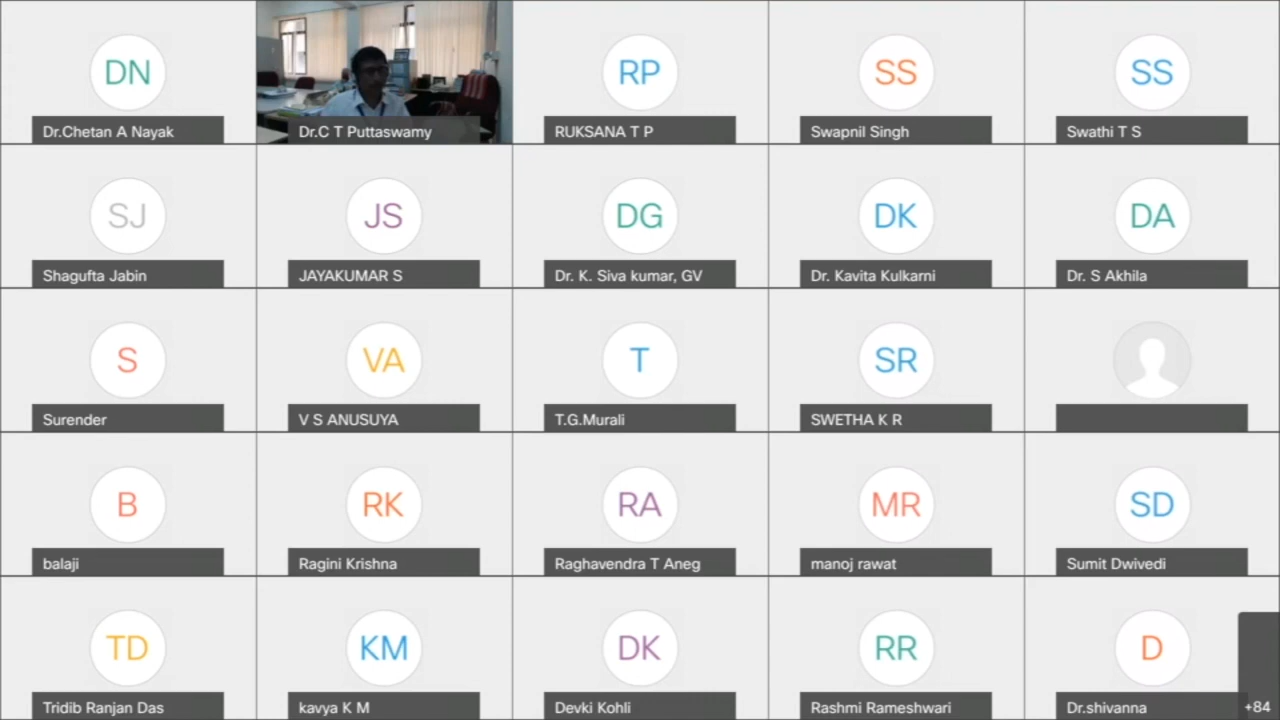 DN
Dr.Chetan A Nayak
Dr.C T Puttaswamy
RP
RUKSANA T P
SS
Swapnil Singh
SS
Swathi T S
SJ
Shagufta Jabin
JS
JAYAKUMAR S
DG
Dr. K. Siva kumar, GV
DK
Dr. Kavita Kulkarni
DA
Dr. S Akhila
S
Surender
VA
V S ANUSUYA
T
T.G.Murali
SR
SWETHA K R
B
balaji
RK
Ragini Krishna
RA
Raghavendra T Aneg
MR
manoj rawat
SD
Sumit Dwivedi
TD
Tridib Ranjan Das
KM
kavya K M
DK
Devki Kohli
RR
Rashmi Rameshwari
D
Dr.shivanna
+84